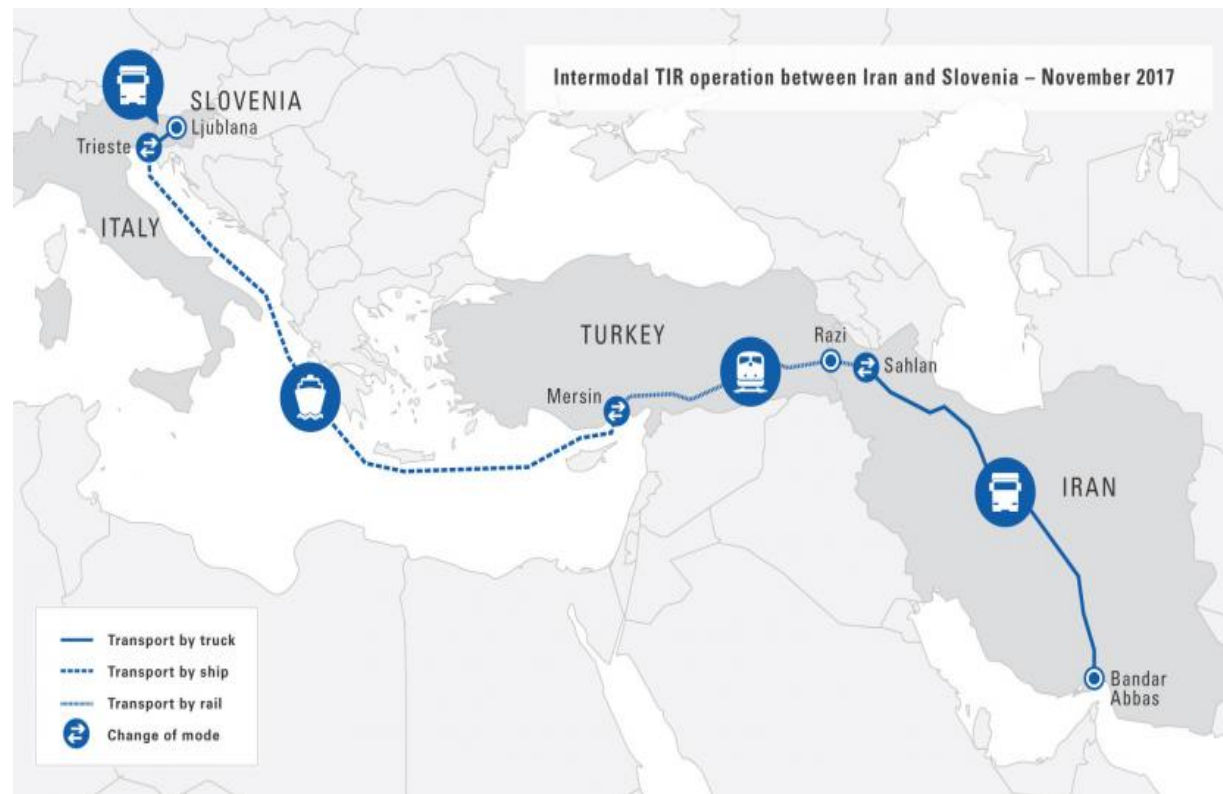 Intermodal TIR operation between Iran and Slovenia – November 2017
SLOVENIA
Ljublana
Trieste
ITALY
TURKEY
Razi
Sahlan
Mersin
IRAN
Bandar
Abbas
Transport by truck
Transport by ship
Transport by rail
Change of mode